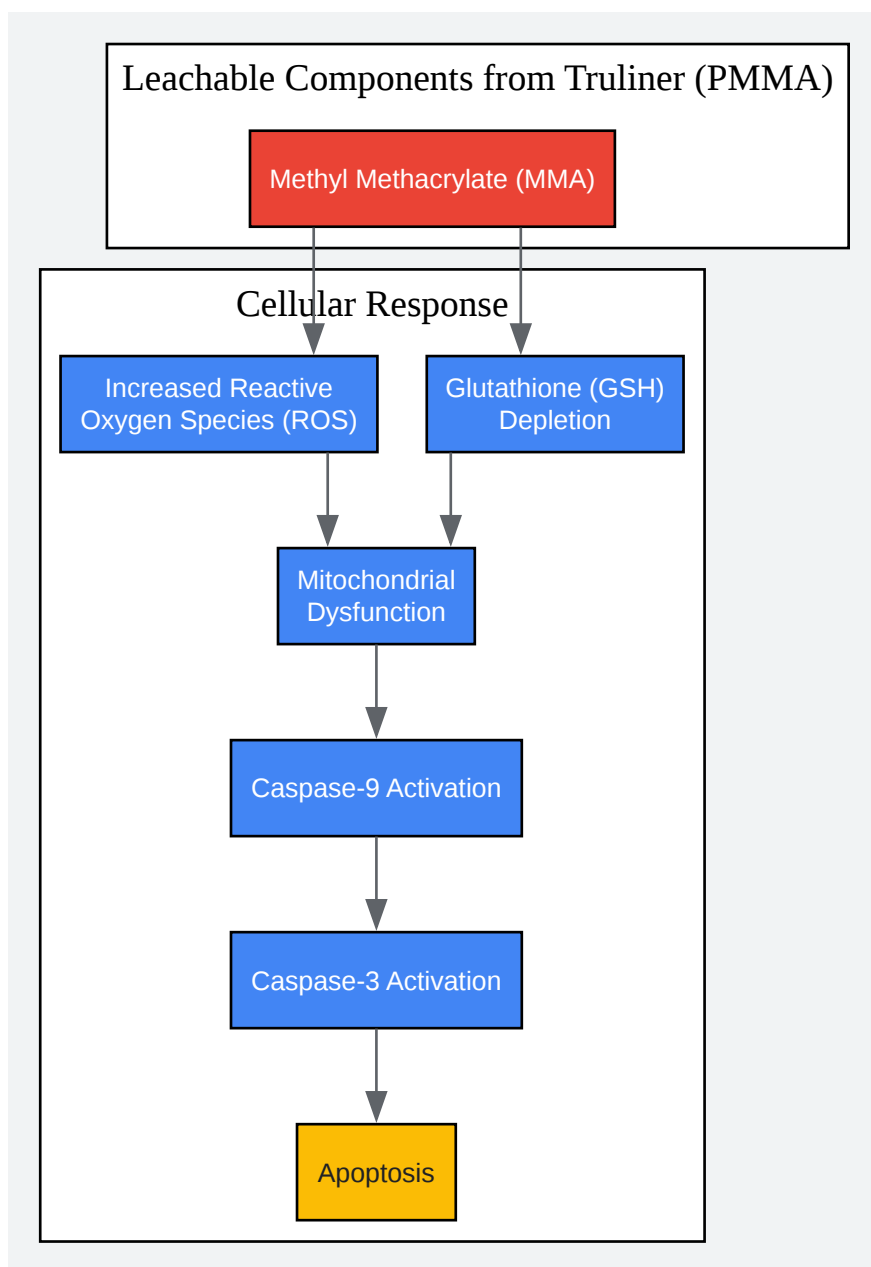 Leachable Components from Truliner (PMMA)
Methyl Methacrylate (MMA)
Cellular Response
Increased Reactive
Oxygen Species (ROS)
Glutathione (GSH)
Depletion
Mitochondrial
Dysfunction
Caspase-9 Activation
Caspase-3 Activation
Apoptosis